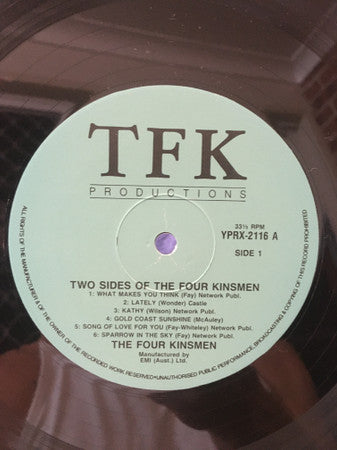 TFK
PRODUCTIONS
33⅓ RPM
YPRX-2116 A
SIDE 1
TWO SIDES OF THE FOUR KINSMEN
1: WHAT MAKES YOU THINK (Fay) Network Publ.
2: LATELY (Wonder) Castle
3: KATHY (Wilson) Network Publ.
4: GOLD COAST SUNSHINE (McAuley)
5: SONG OF LOVE FOR YOU (Fay-Whiteley) Network Publ.
6: SPARROW IN THE SKY (Fay) Network Publ.
THE FOUR KINSMEN
Manufactured by
EMI (Aust.) Ltd.
ALL RIGHTS OF THE MANUFACTURER & OF THE OWNER OF THE RECORDED WORK RESERVED•UNAUTHORISED PUBLIC PERFORMANCE, BROADCASTING & COPYING OF THIS RECORD PROHIBITED